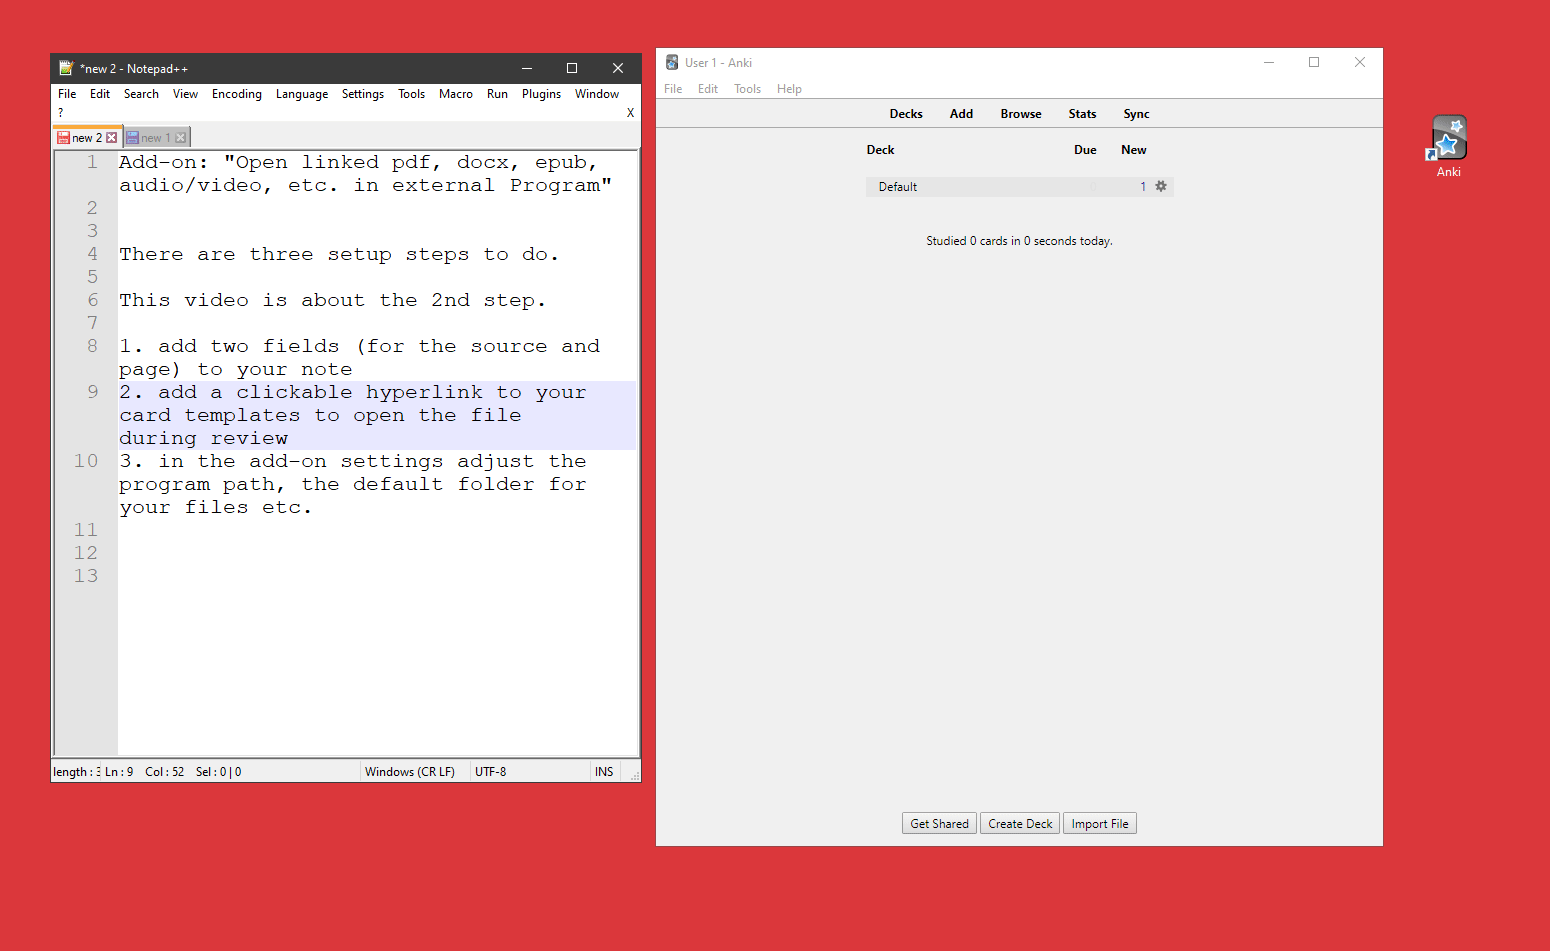 *new 2 - Notepad++
File Edit Search View Encoding Language Settings Tools Macro Run Plugins Window
? X
new 2 new 1
1 Add-on: "Open linked pdf, docx, epub,
audio/video, etc. in external Program"
2
3
4 There are three setup steps to do.
5
6 This video is about the 2nd step.
7
8 1. add two fields (for the source and
page) to your note
9 2. add a clickable hyperlink to your
card templates to open the file
during review
10 3. in the add-on settings adjust the
program path, the default folder for
your files etc.
11
12
13
length : Ln : 9 Col : 52 Sel : 0 | 0 Windows (CR LF) UTF-8 INS
User 1 - Anki
File Edit Tools Help
Decks Add Browse Stats Sync
Deck Due New
Default 0 1
Studied 0 cards in 0 seconds today.
Get Shared Create Deck Import File
Anki